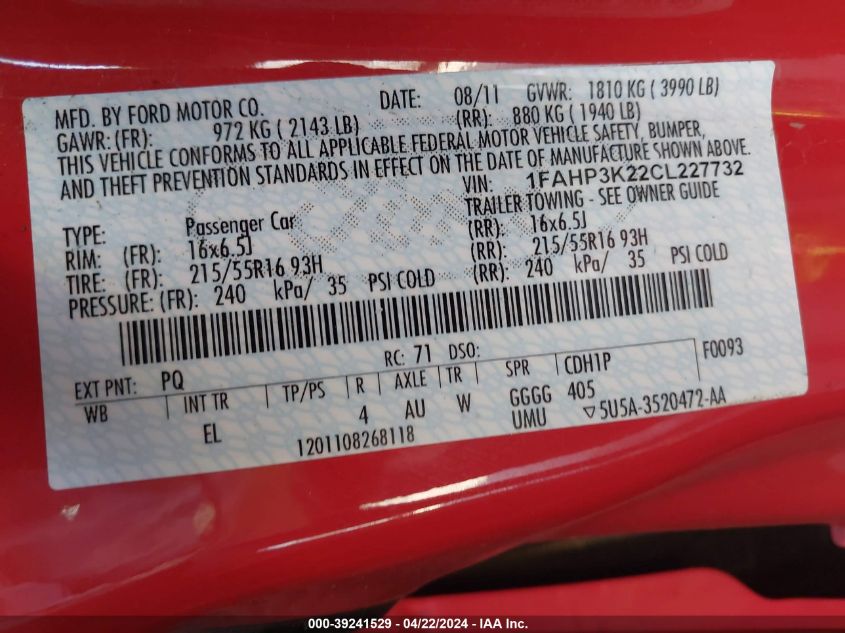 MFD. BY FORD MOTOR CO. DATE: 08/11 GVWR: 1810 KG ( 3990 LB)
GAWR: (FR): 972 KG ( 2143 LB) (RR): 880 KG ( 1940 LB)
THIS VEHICLE CONFORMS TO ALL APPLICABLE FEDERAL MOTOR VEHICLE SAFETY, BUMPER,
AND THEFT PREVENTION STANDARDS IN EFFECT ON THE DATE OF MANUFACTURE SHOWN ABOVE.
VIN: 1FAHP3K22CL227732
TYPE: Passenger Car TRAILER TOWING - SEE OWNER GUIDE
RIM: (FR): 16x6.5J (RR): 16x6.5J
TIRE: (FR): 215/55R16 93H (RR): 215/55R16 93H
PRESSURE: (FR): 240 kPa/ 35 PSI COLD (RR): 240 kPa/ 35 PSI COLD
RC: 71 DSO: F0093
EXT PNT: PQ
WB INT TR TP/PS R AXLE TR SPR CDH1P
EL 4 AU W GGGG 405
UMU ▽5U5A-3520472-AA
1201108268118
000-39241529 - 04/22/2024 - IAA Inc.